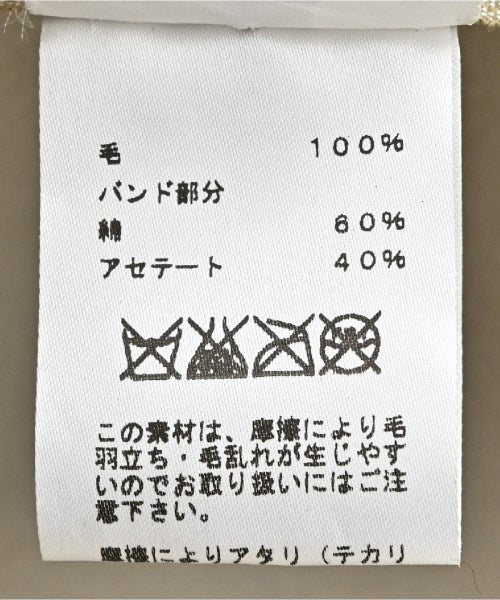 毛 100%
バンド部分
綿 60%
アセテート 40%
この素材は、摩擦により毛
羽立ち・毛乱れが生じやす
いのでお取り扱いにはご注
意下さい。
摩擦によりアタリ（テカリ